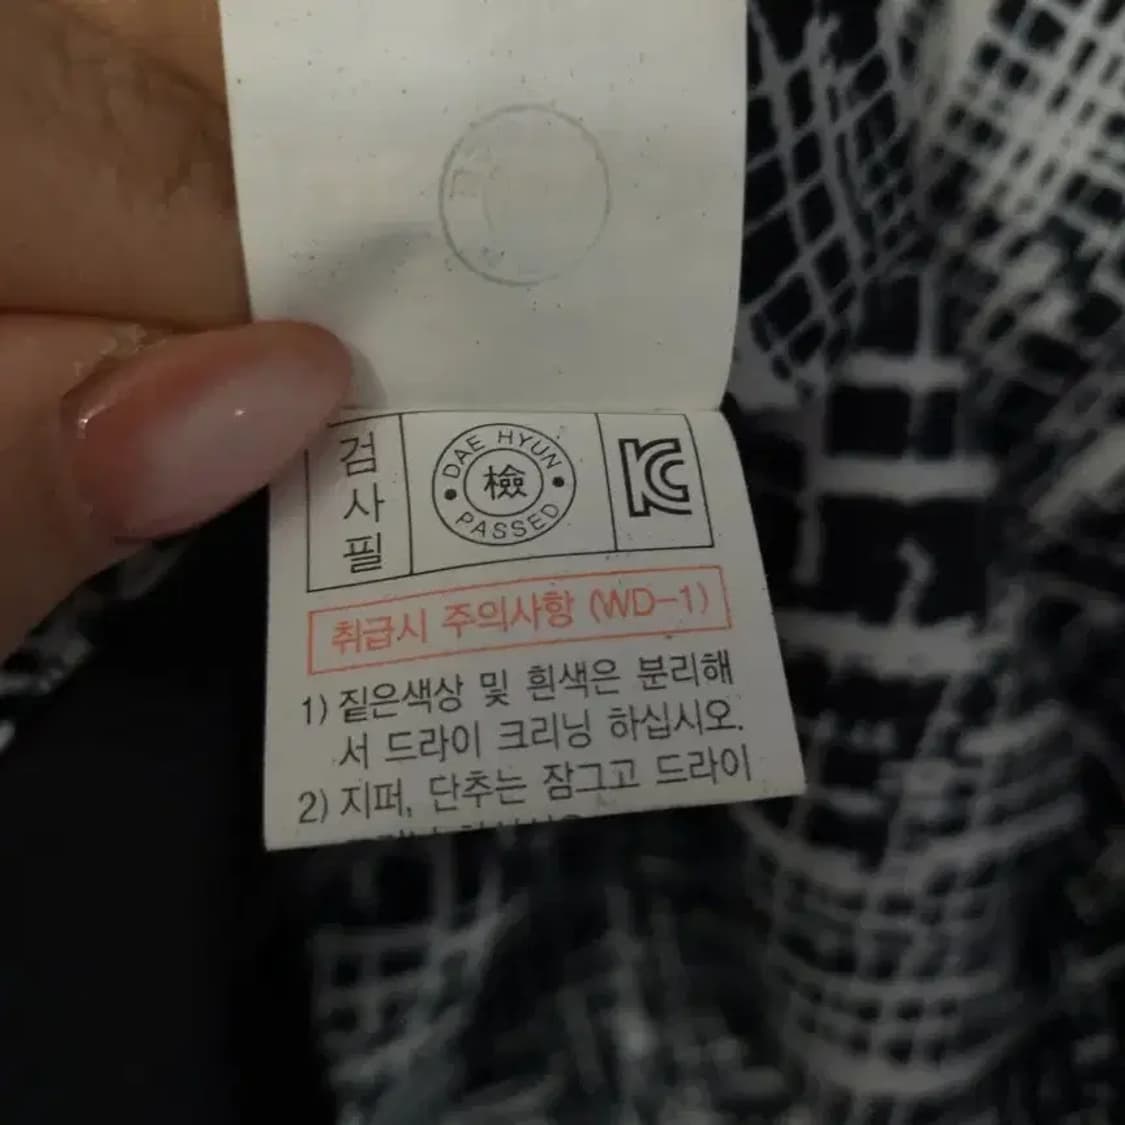 검사필
DAE HYUN
檢
PASSED
취급시 주의사항 (WD-1)
1) 짙은색상 및 흰색은 분리해
서 드라이 크리닝 하십시오.
2) 지퍼, 단추는 잠그고 드라이